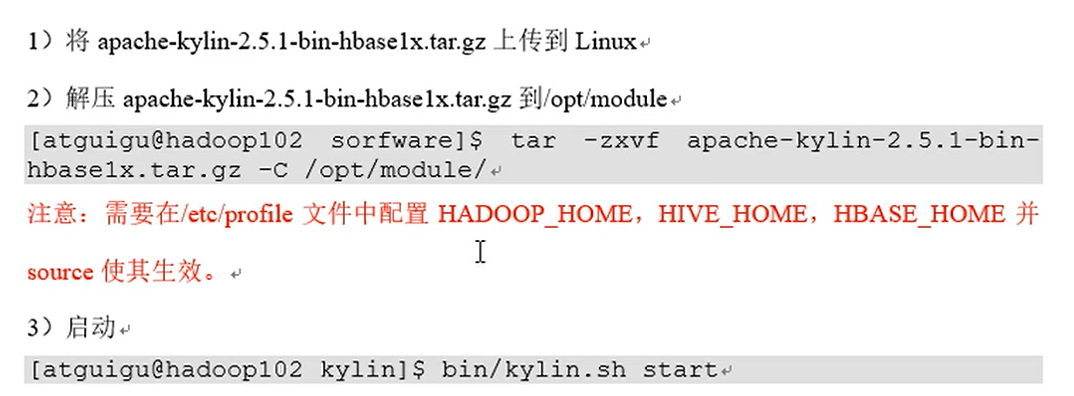 1）将 apache-kylin-2.5.1-bin-hbase1x.tar.gz 上传到 Linux
2）解压 apache-kylin-2.5.1-bin-hbase1x.tar.gz 到/opt/module
[atguigu@hadoop102 sorfware]$ tar -zxvf apache-kylin-2.5.1-bin-
hbase1x.tar.gz -C /opt/module/
注意：需要在/etc/profile 文件中配置 HADOOP_HOME，HIVE_HOME，HBASE_HOME 并
source 使其生效。
3）启动
[atguigu@hadoop102 kylin]$ bin/kylin.sh start